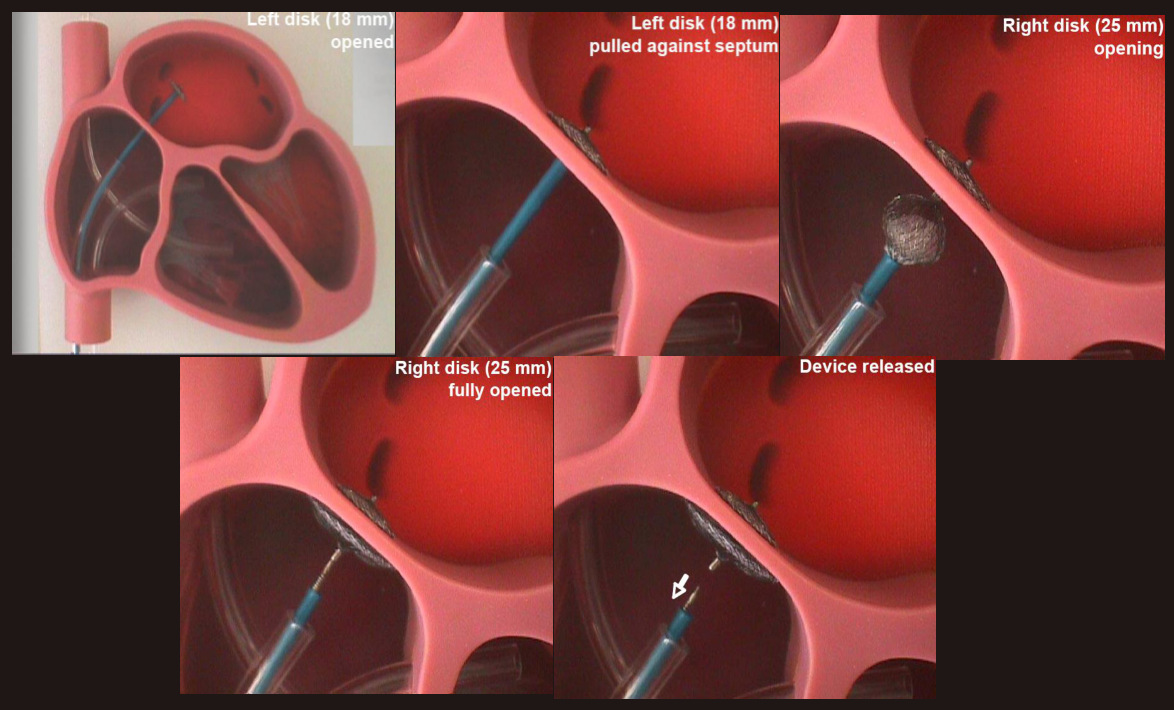 Left disk (18 mm)
opened
Left disk (18 mm)
pulled against septum
Right disk (25 mm)
opening
Right disk (25 mm)
fully opened
Device released